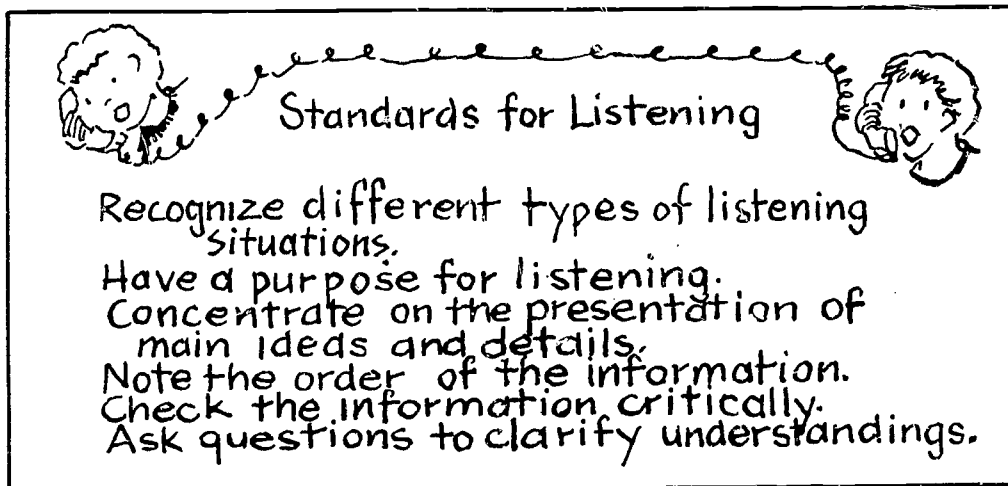 Standards for Listening
Recognize different types of listening
situations.
Have a purpose for listening.
Concentrate on the presentation of
main ideas and details.
Note the order of the information.
Check the information critically.
Ask questions to clarify understandings.